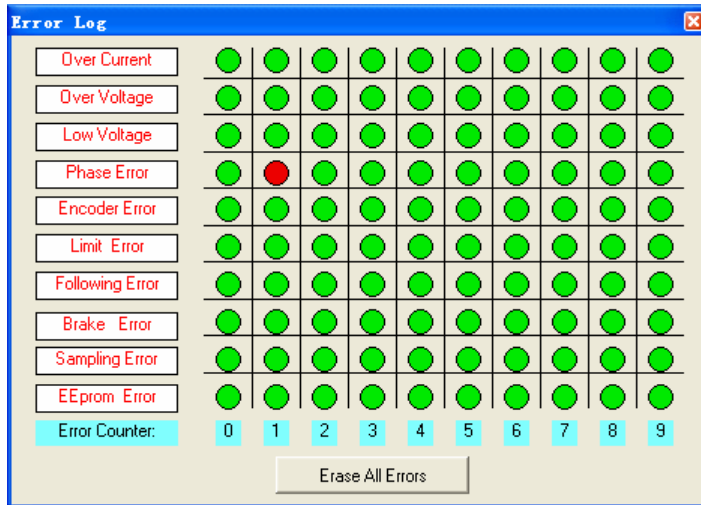 Error Log
Over Current
Over Voltage
Low Voltage
Phase Error
Encoder Error
Limit Error
Following Error
Brake Error
Sampling Error
EEprom Error
Error Counter: 0 1 2 3 4 5 6 7 8 9
Erase All Errors